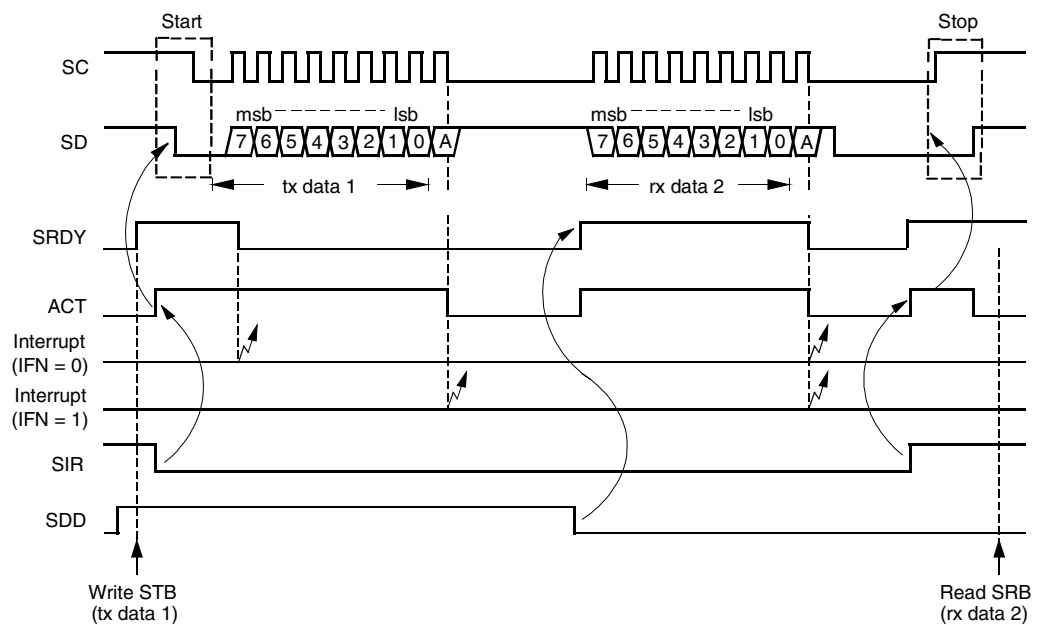 Start
Stop
SC
msb lsb
msb lsb
SD
7 6 5 4 3 2 1 0 A
7 6 5 4 3 2 1 0 A
tx data 1
rx data 2
SRDY
ACT
Interrupt
(IFN = 0)
Interrupt
(IFN = 1)
SIR
SDD
Write STB
(tx data 1)
Read SRB
(rx data 2)